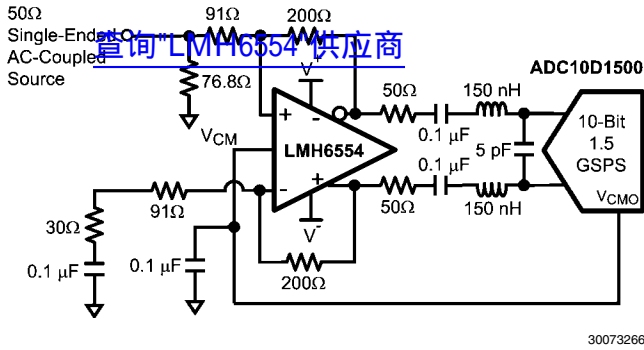 50Ω
Single-Ended
AC-Coupled
Source
91Ω
200Ω
查询"LMH6554"供应商
76.8Ω
V+
50Ω
150 nH
ADC10D1500
VCM
+
-
LMH6554
0.1 µF
10-Bit
1.5
GSPS
5 pF
0.1 µF
-
+
91Ω
50Ω
150 nH
VCMO
30Ω
V-
0.1 µF
0.1 µF
200Ω
30073266